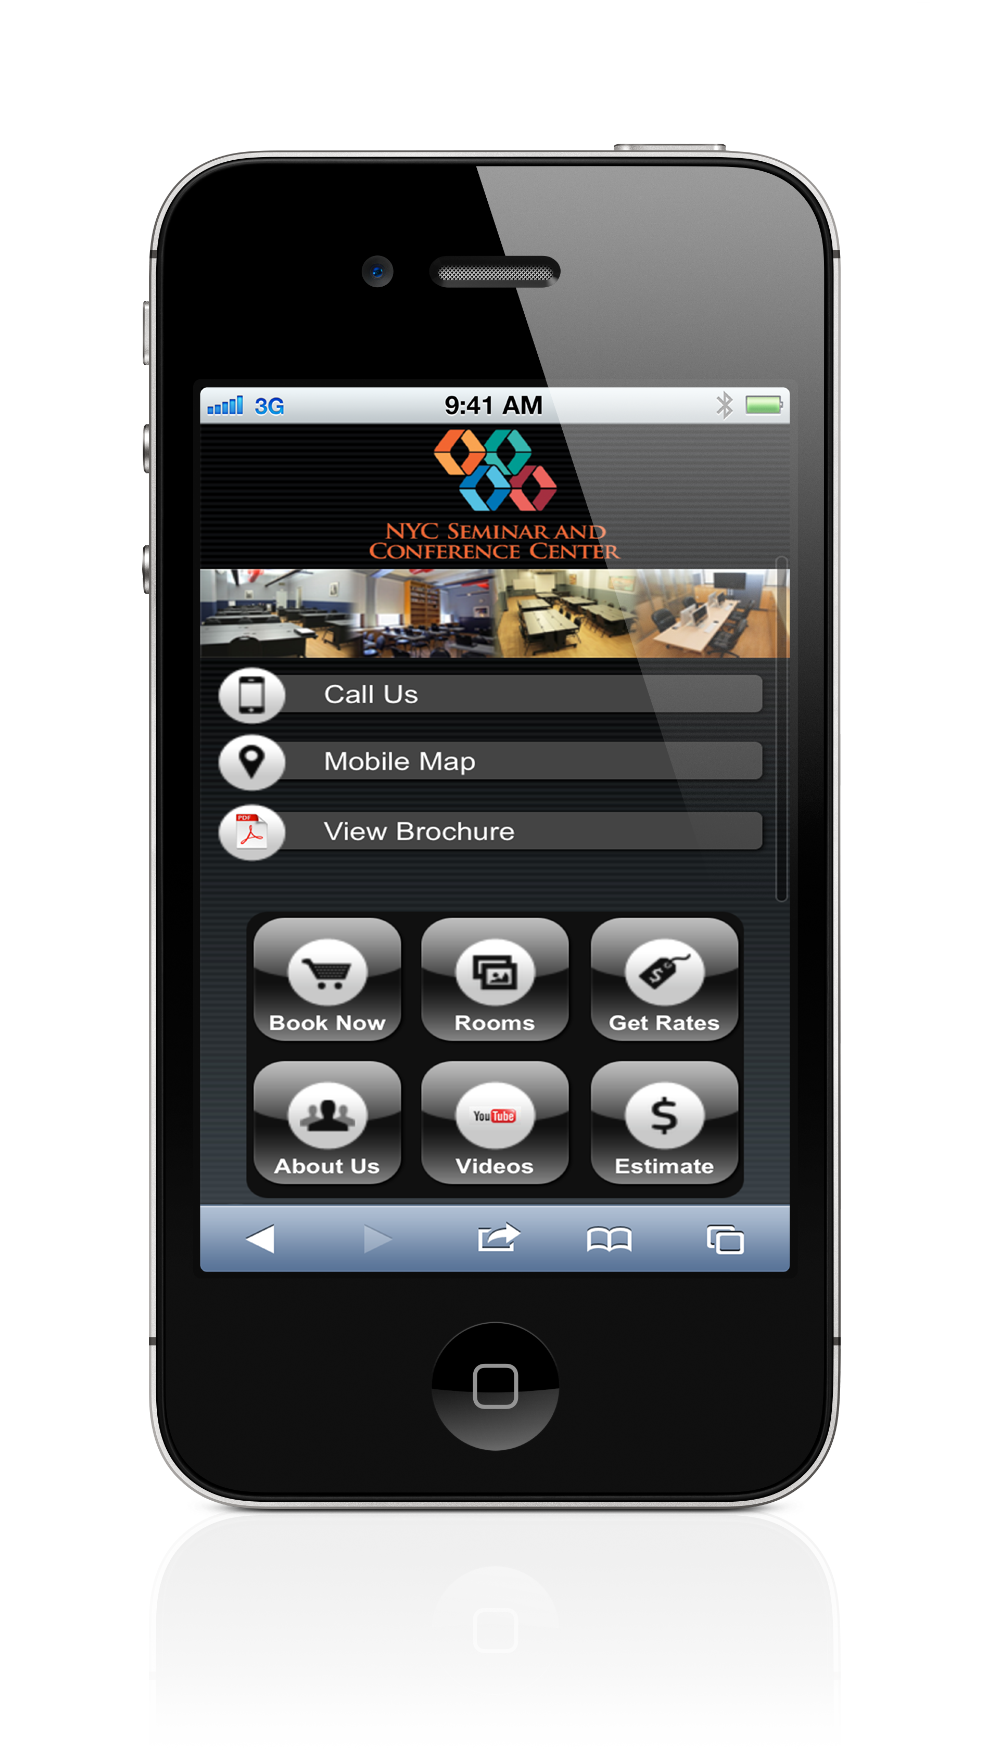 3G 9:41 AM
NYC SEMINAR AND
CONFERENCE CENTER
Call Us
Mobile Map
PDF
View Brochure
Book Now Rooms Get Rates
YouTube
About Us Videos Estimate